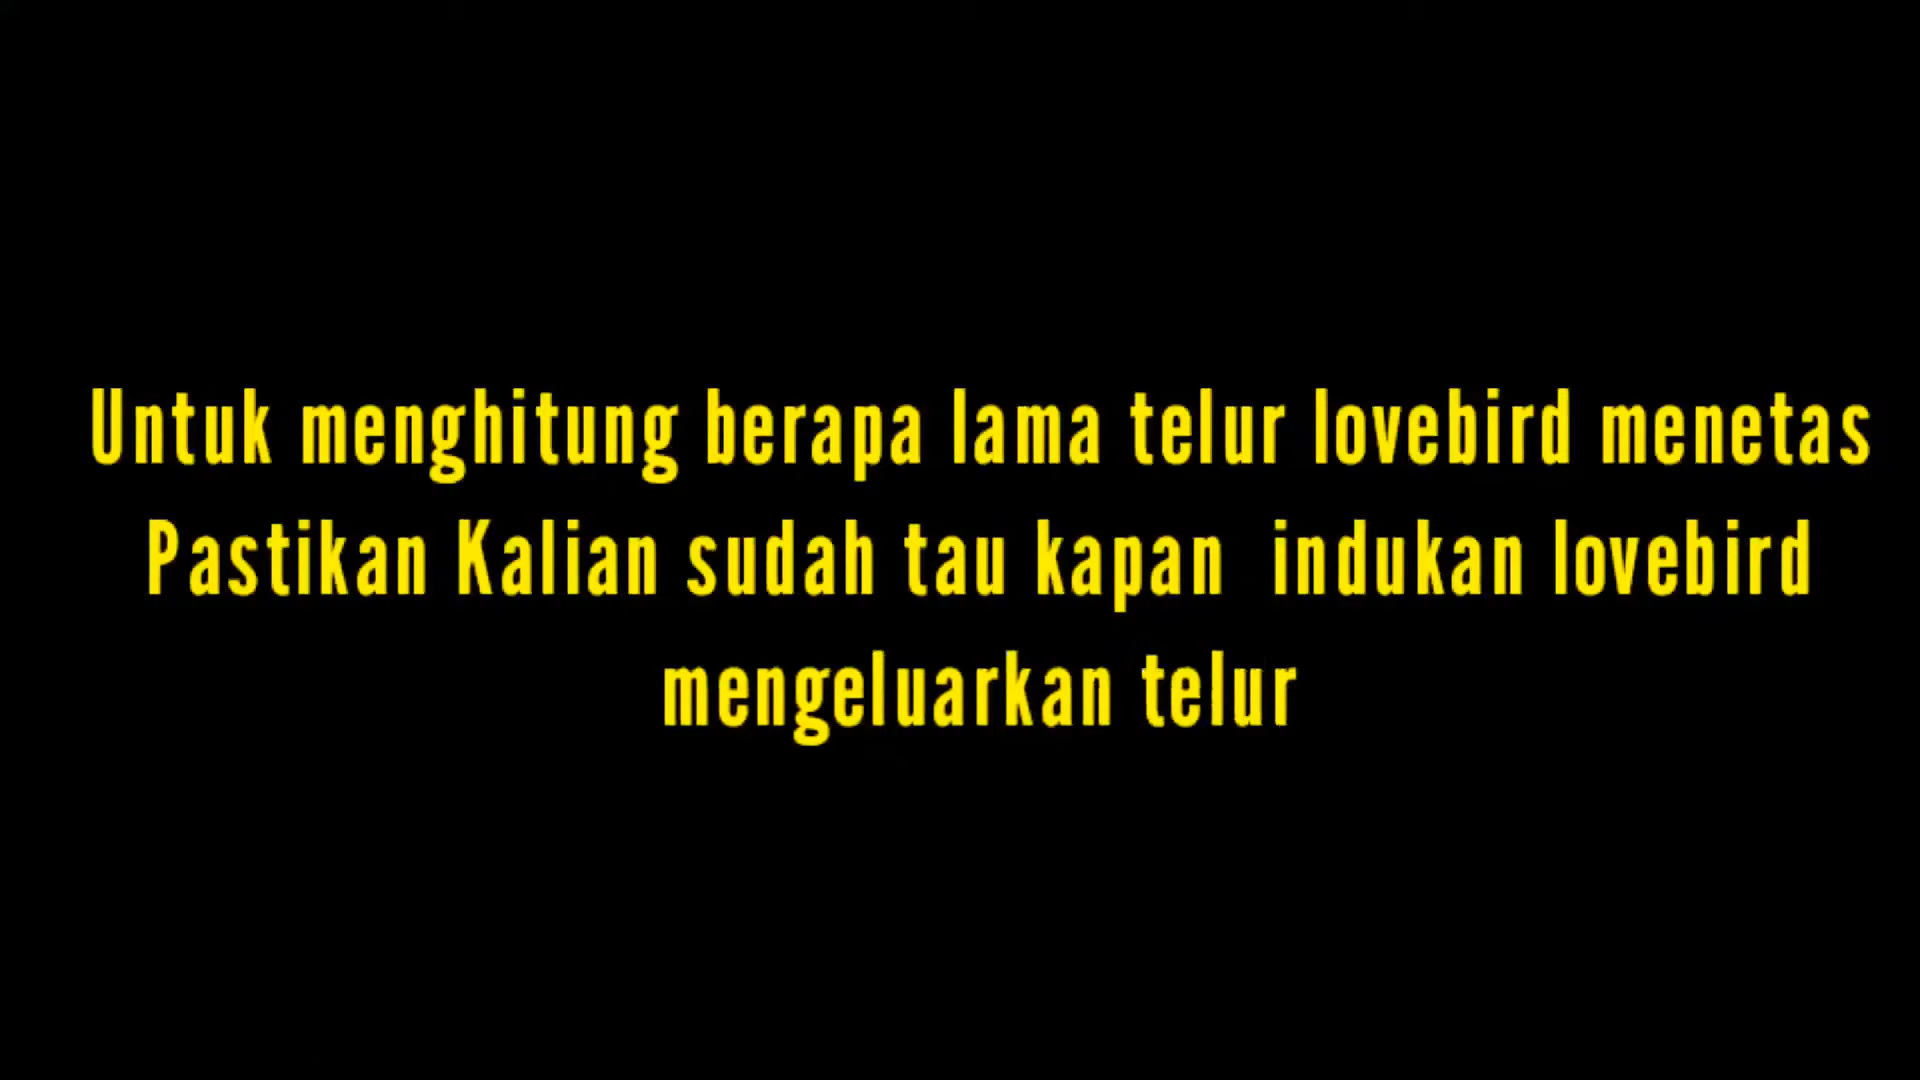 Untuk menghitung berapa lama telur lovebird menetas
Pastikan Kalian sudah tau kapan  indukan lovebird
mengeluarkan telur